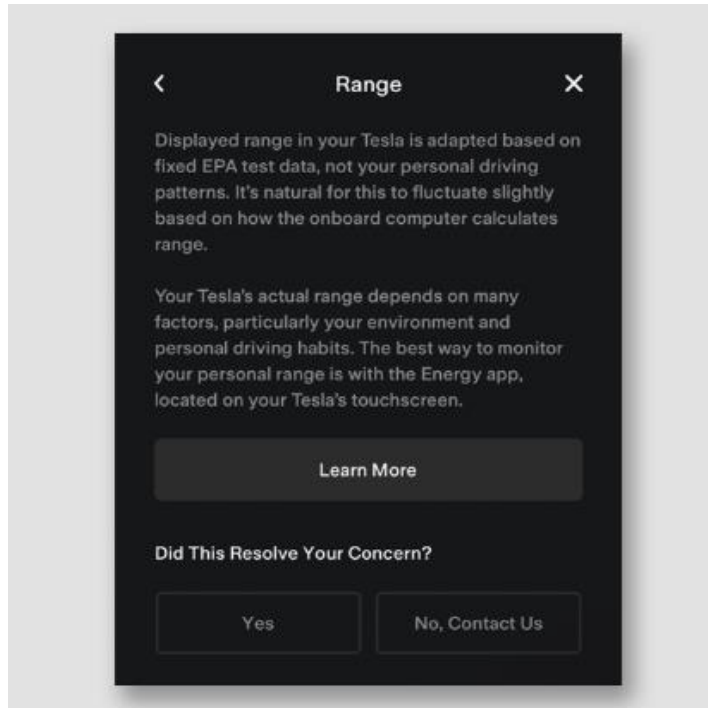 Range
Displayed range in your Tesla is adapted based on
fixed EPA test data, not your personal driving
patterns. It's natural for this to fluctuate slightly
based on how the onboard computer calculates
range.
Your Tesla's actual range depends on many
factors, particularly your environment and
personal driving habits. The best way to monitor
your personal range is with the Energy app,
located on your Tesla's touchscreen.
Learn More
Did This Resolve Your Concern?
Yes
No, Contact Us